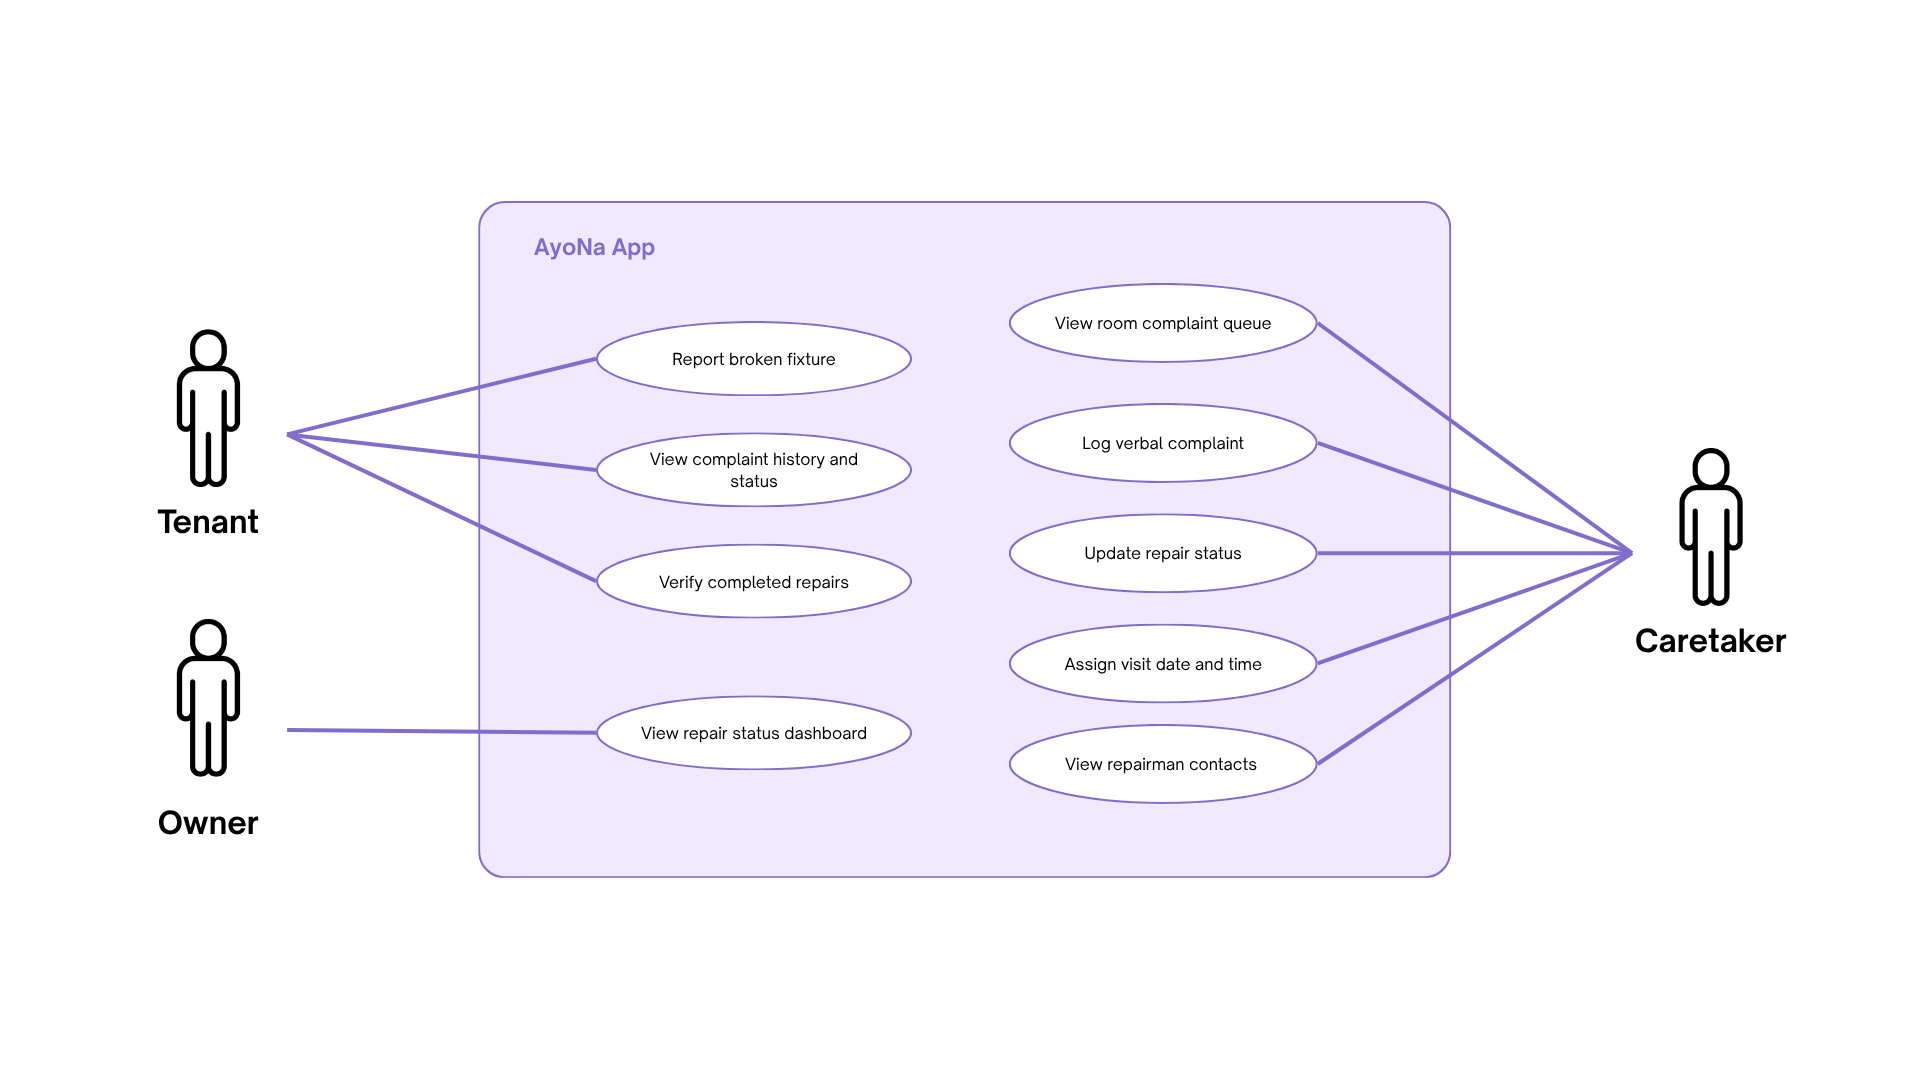 AyoNa App
Tenant
Owner
Report broken fixture
View complaint history and
status
Verify completed repairs
View repair status dashboard
View room complaint queue
Log verbal complaint
Update repair status
Assign visit date and time
View repairman contacts
Caretaker